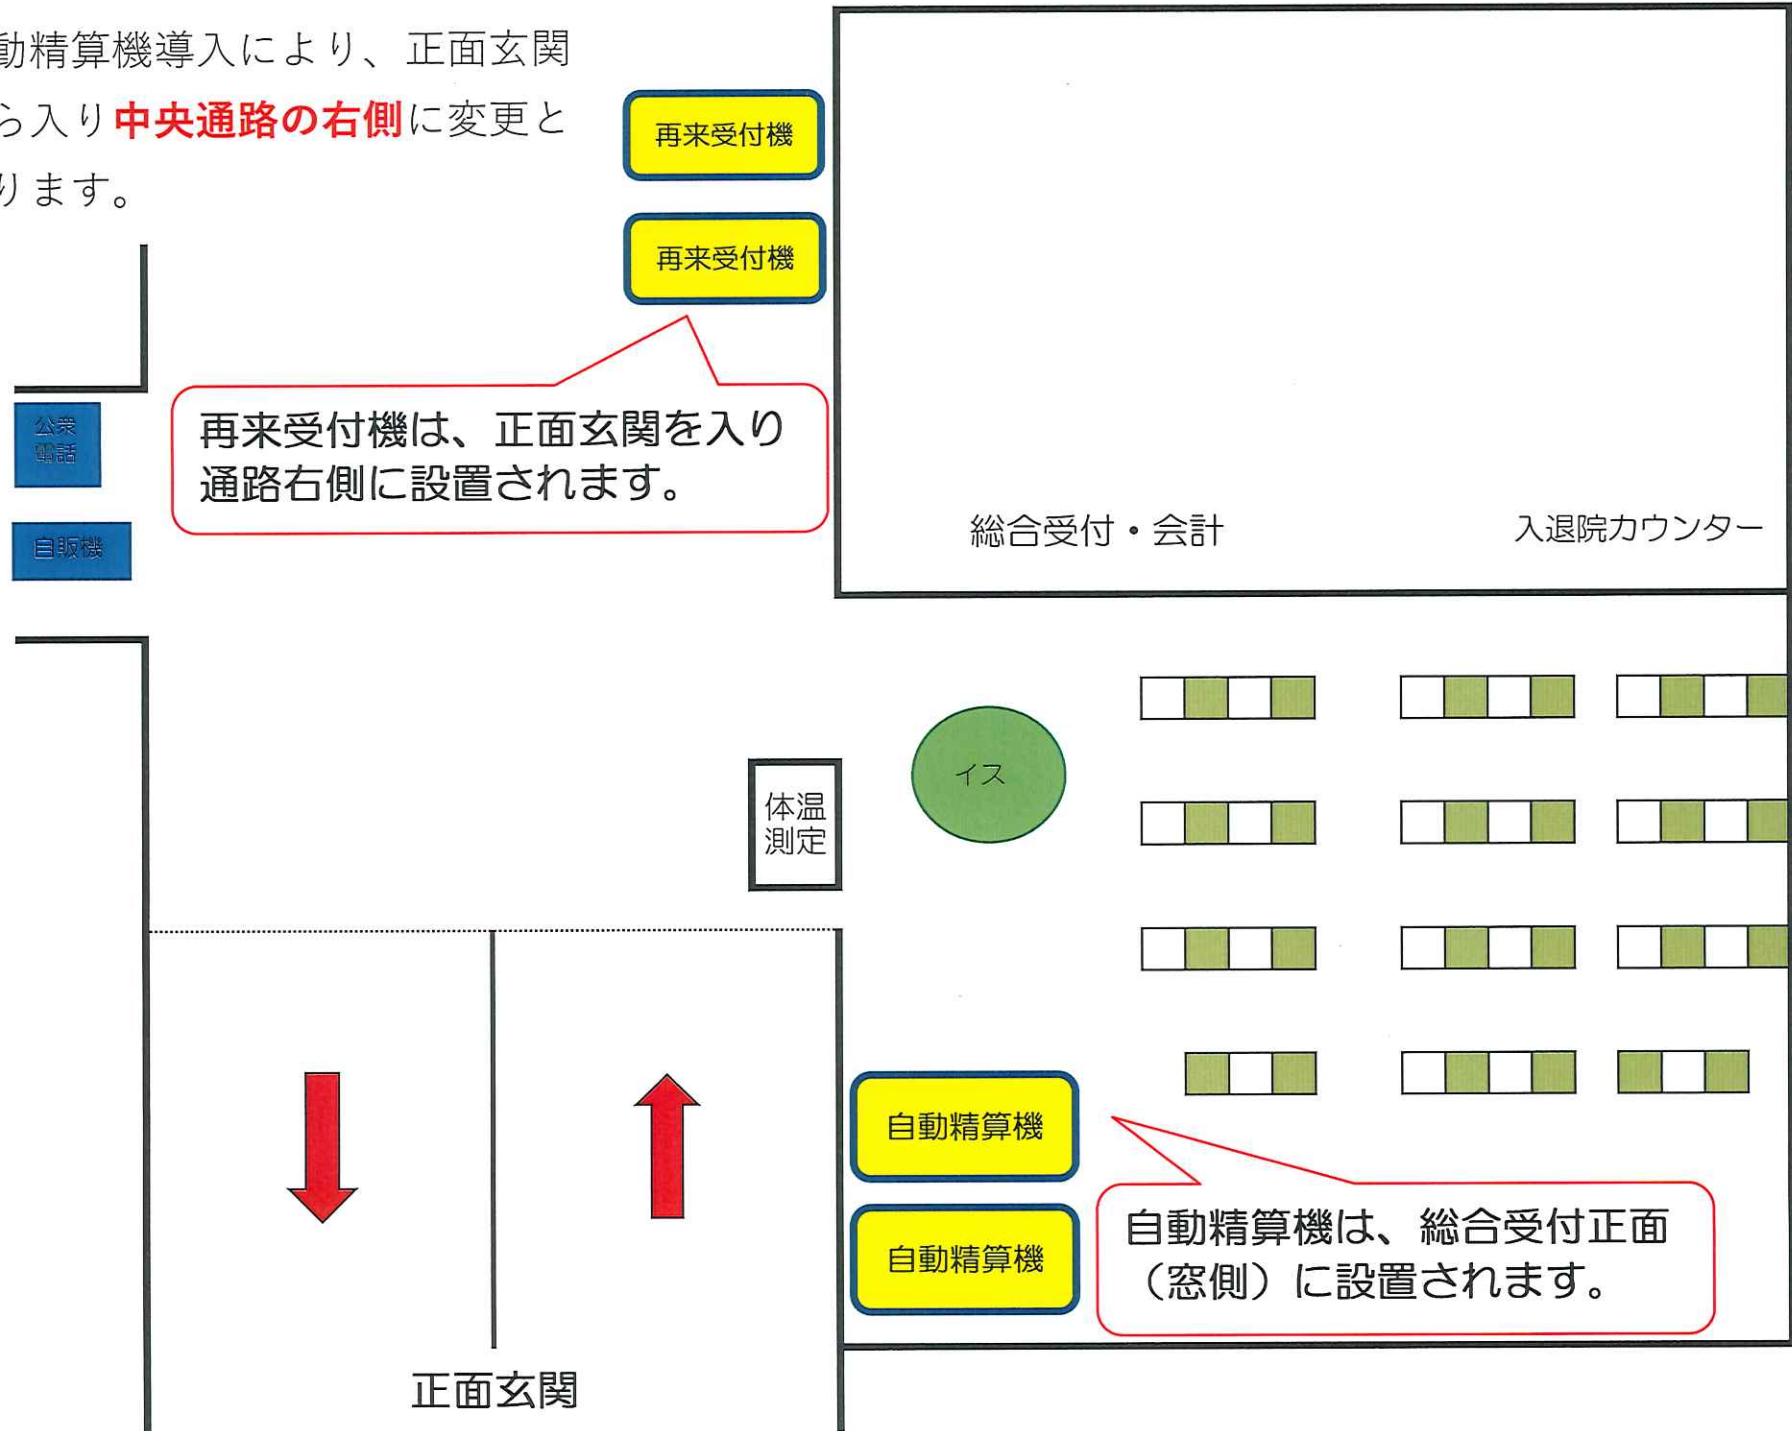 動精算機導入により、正面玄関
ら入り中央通路の右側に変更と
ります。
再来受付機
再来受付機
再来受付機は、正面玄関を入り
通路右側に設置されます。
公衆
電話
自販機
総合受付・会計
入退院カウンター
イス
体温
測定
自動精算機
自動精算機
自動精算機は、総合受付正面
（窓側）に設置されます。
正面玄関